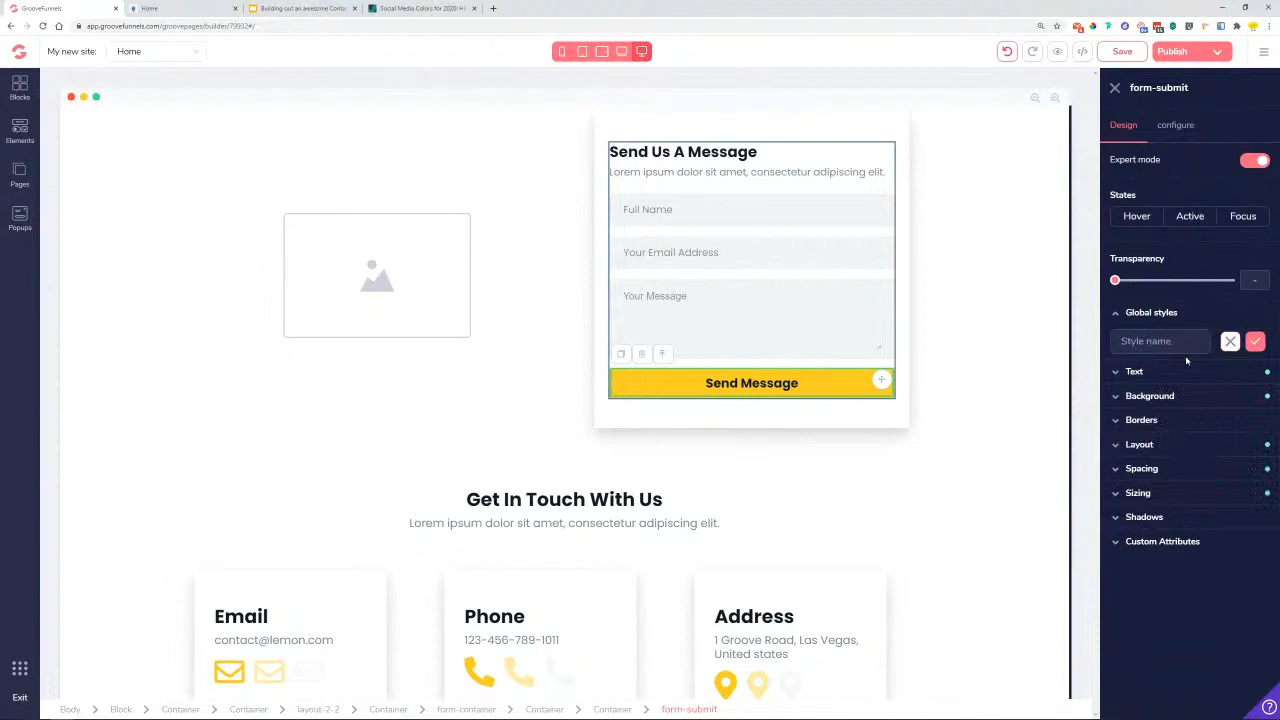 GrooveFunnels
Home
Building out an awesome Conta
Social Media Colors for 2020: Hi
app.groovefunnels.com/groovepages/builder/79932#/
My new site:
Home
Save
Publish
Blocks
Elements
Pages
Popups
Exit
Send Us A Message
Lorem ipsum dolor sit amet, consectetur adipiscing elit.
Full Name
Your Email Address
Your Message
Send Message
Get In Touch With Us
Lorem ipsum dolor sit amet, consectetur adipiscing elit.
Email
contact@lemon.com
Phone
123-456-789-1011
Address
1 Groove Road, Las Vegas,
United states
form-submit
Design
configure
Expert mode
States
Hover
Active
Focus
Transparency
-
Global styles
Style name
Text
Background
Borders
Layout
Spacing
Sizing
Shadows
Custom Attributes
Body
Block
Container
Container
layout-2-2
Container
form-container
Container
Container
form-submit